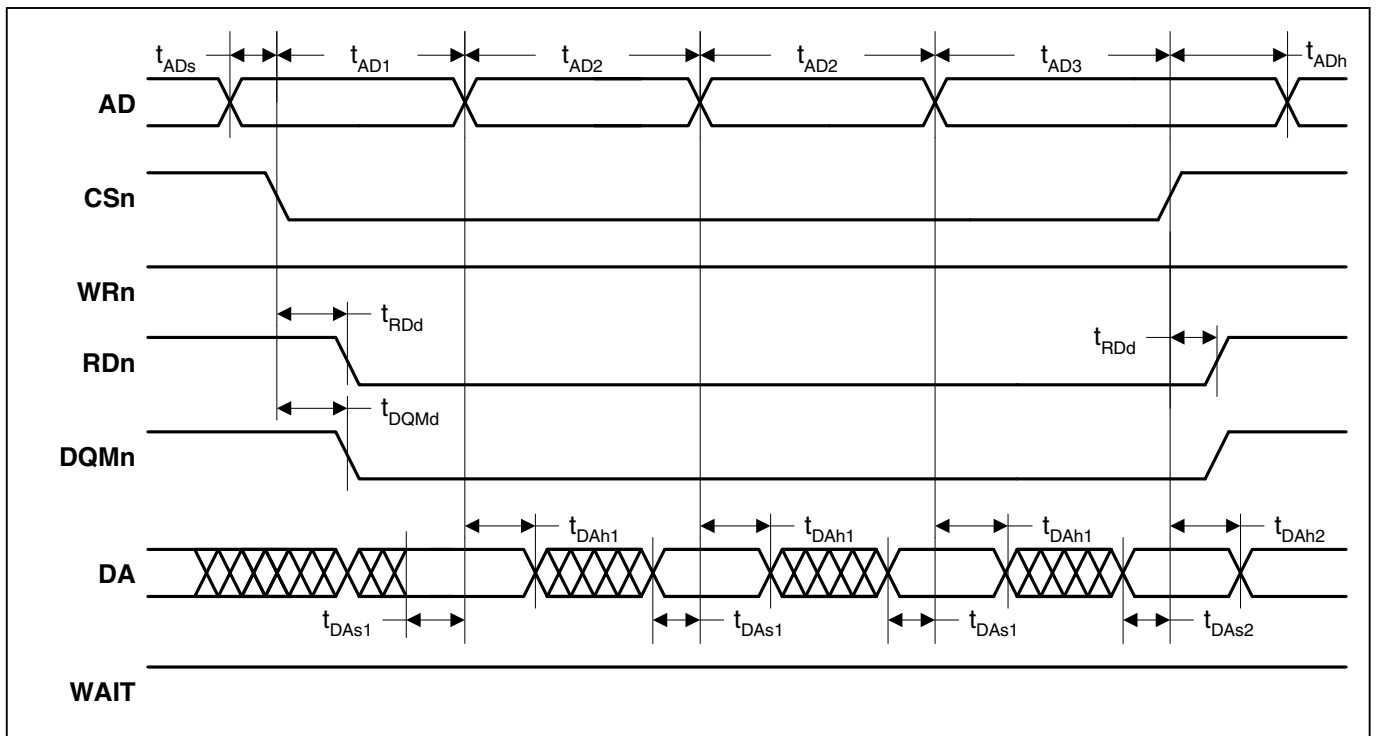 tADs
tAD1
tAD2
tAD2
tAD3
tADh
AD
CSn
WRn
tRDd
tRDd
RDn
tDQMd
DQMn
tDAh1
tDAh1
tDAh1
tDAh2
DA
tDAs1
tDAs1
tDAs1
tDAs2
WAIT